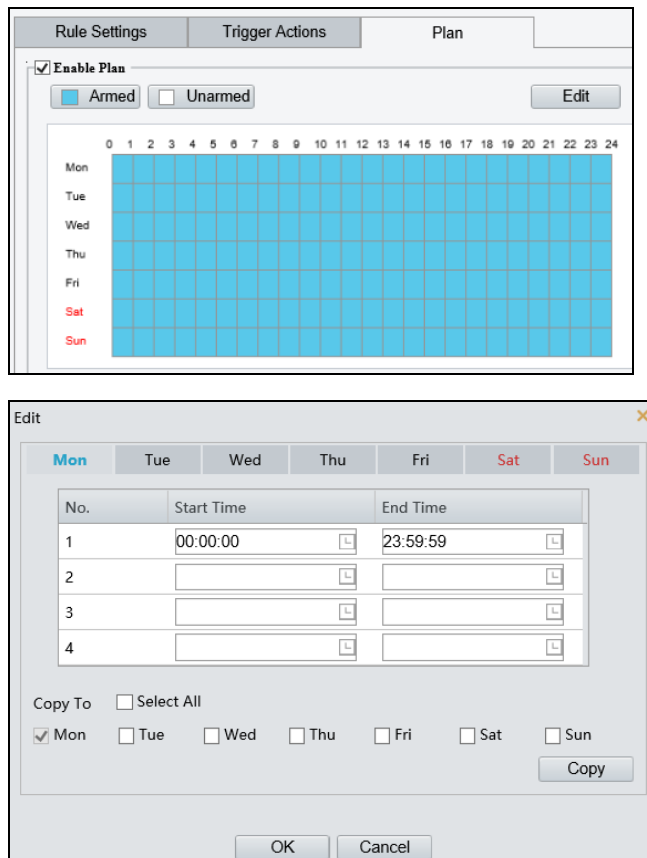 Rule Settings Trigger Actions Plan
Enable Plan
Armed Unarmed Edit
0 1 2 3 4 5 6 7 8 9 10 11 12 13 14 15 16 17 18 19 20 21 22 23 24
Mon
Tue
Wed
Thu
Fri
Sat
Sun
Edit
Mon Tue Wed Thu Fri Sat Sun
No. Start Time End Time
1 00:00:00 23:59:59
2
3
4
Copy To Select All
Mon Tue Wed Thu Fri Sat Sun
Copy
OK Cancel